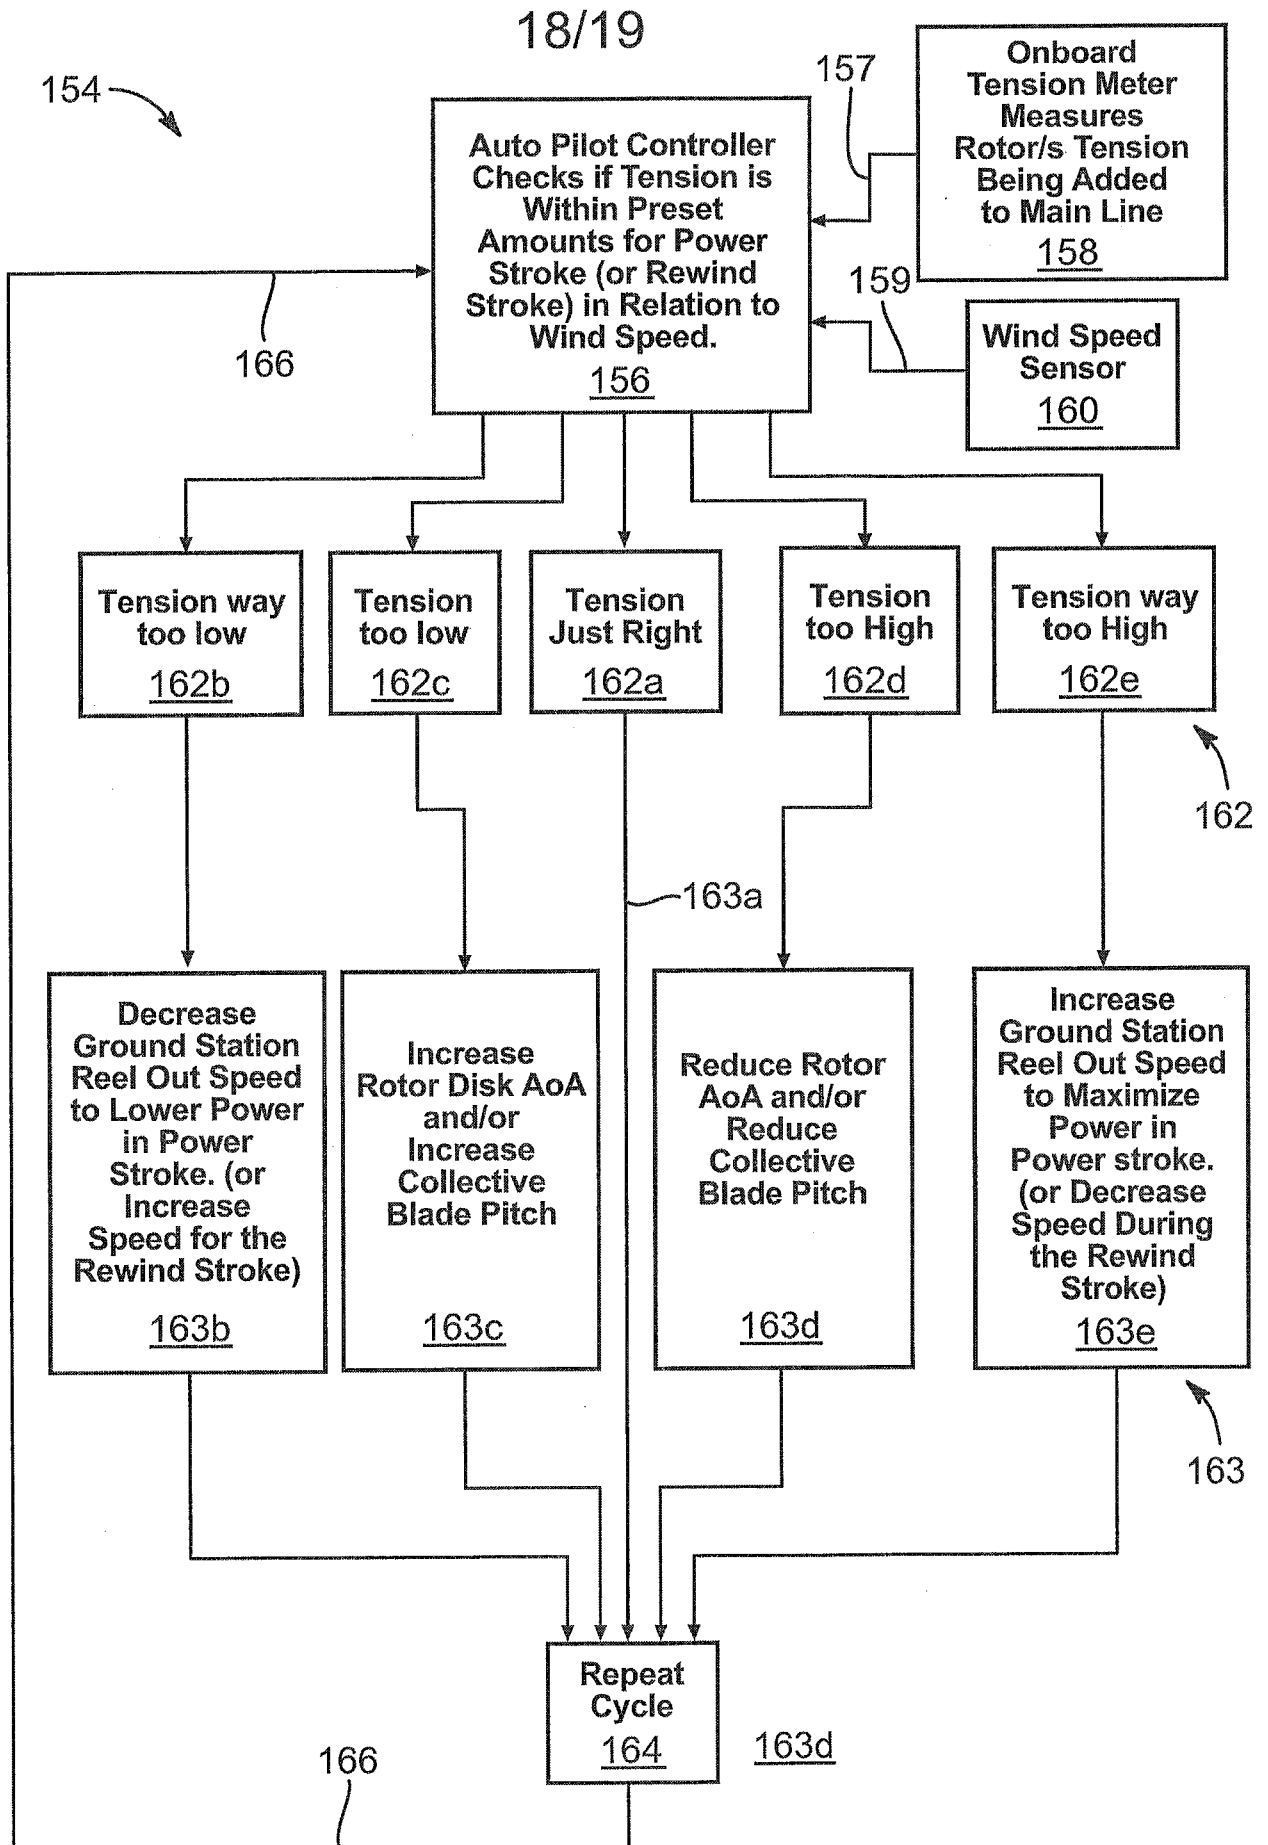 18/19
154
157
Onboard
Tension Meter
Measures
Rotor/s Tension
Being Added
to Main Line
158
Auto Pilot Controller
Checks if Tension is
Within Preset
Amounts for Power
Stroke (or Rewind
Stroke) in Relation to
Wind Speed.
156
159
Wind Speed
Sensor
160
166
Tension way
too low
162b
Tension
too low
162c
Tension
Just Right
162a
Tension
too High
162d
Tension way
too High
162e
162
163a
Decrease
Ground Station
Reel Out Speed
to Lower Power
in Power
Stroke. (or
Increase
Speed for the
Rewind Stroke)
163b
Increase
Rotor Disk AoA
and/or
Increase
Collective
Blade Pitch
163c
Reduce Rotor
AoA and/or
Reduce
Collective
Blade Pitch
163d
Increase
Ground Station
Reel Out Speed
to Maximize
Power in
Power stroke.
(or Decrease
Speed During
the Rewind
Stroke)
163e
163
Repeat
Cycle
164
163d
166